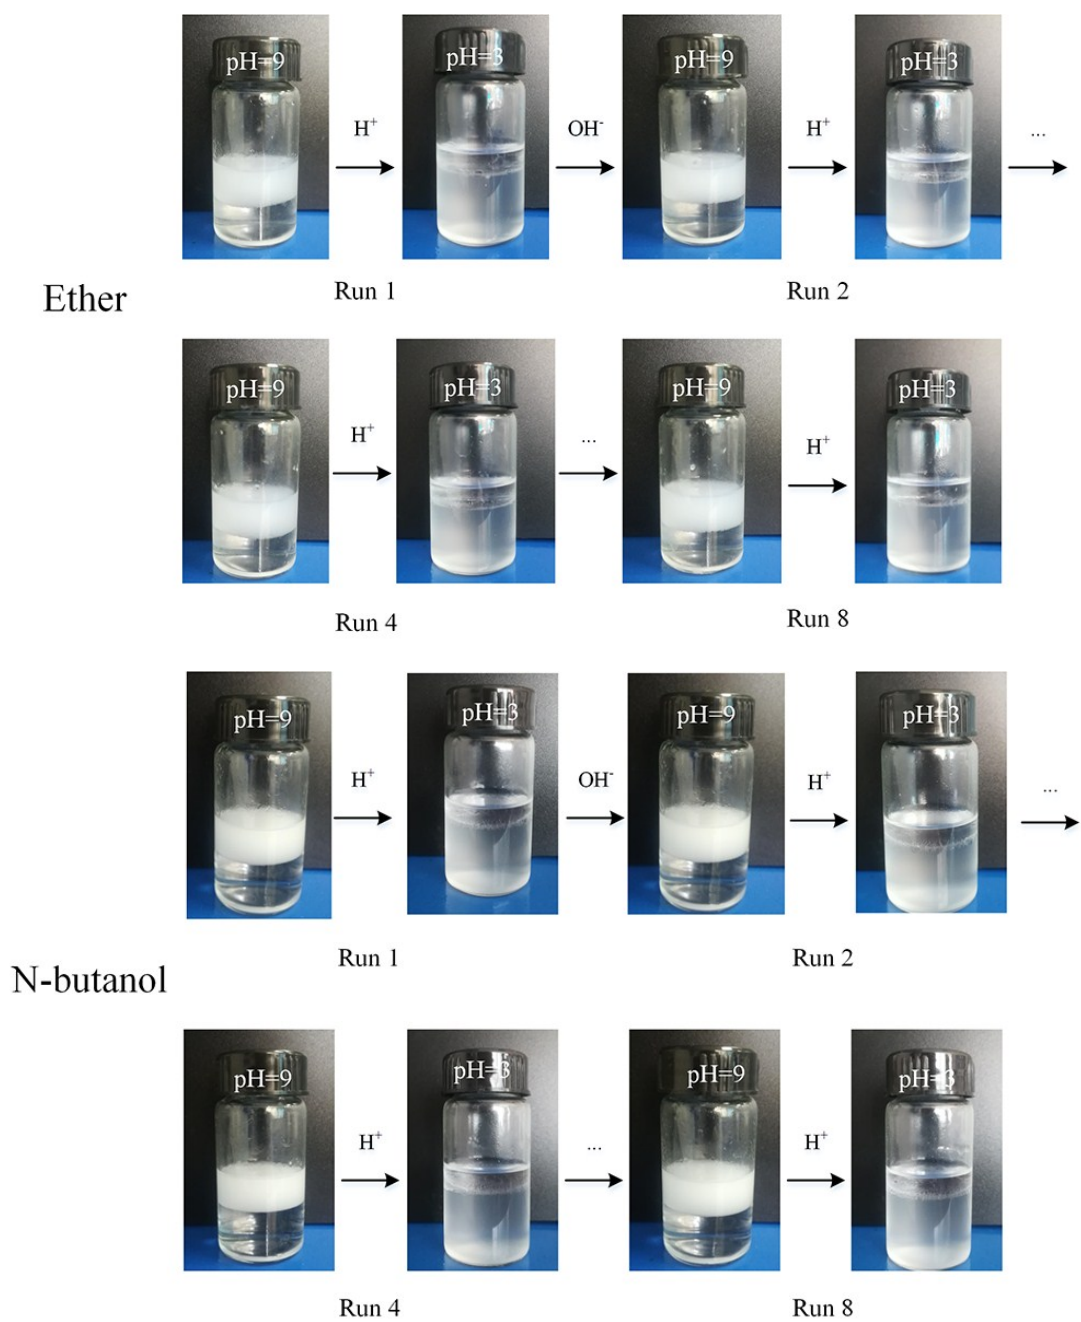 pH=9
H⁺
pH=3
OH⁻
pH=9
H⁺
pH=3
...
Run 1
Run 2
Ether
pH=9
H⁺
pH=3
...
pH=9
H⁺
pH=3
Run 4
Run 8
pH=9
H⁺
pH=3
OH⁻
pH=9
H⁺
pH=3
...
Run 1
Run 2
N-butanol
pH=9
H⁺
pH=3
...
pH=9
H⁺
pH=3
Run 4
Run 8